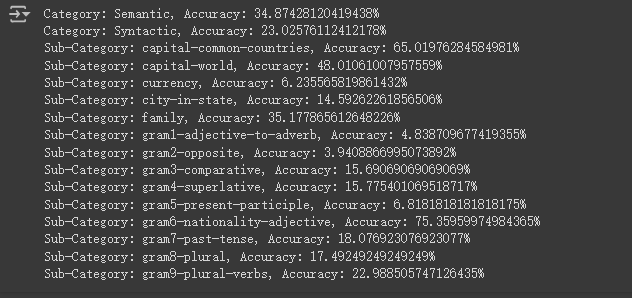 Category: Semantic, Accuracy: 34.87428120419438%
Category: Syntactic, Accuracy: 23.02576112412178%
Sub-Category: capital-common-countries, Accuracy: 65.01976284584981%
Sub-Category: capital-world, Accuracy: 48.01061007957559%
Sub-Category: currency, Accuracy: 6.235565819861432%
Sub-Category: city-in-state, Accuracy: 14.59262261856506%
Sub-Category: family, Accuracy: 35.177865612648226%
Sub-Category: gram1-adjective-to-adverb, Accuracy: 4.838709677419355%
Sub-Category: gram2-opposite, Accuracy: 3.9408866995073892%
Sub-Category: gram3-comparative, Accuracy: 15.69069069069069%
Sub-Category: gram4-superlative, Accuracy: 15.775401069518717%
Sub-Category: gram5-present-participle, Accuracy: 6.8181818181818175%
Sub-Category: gram6-nationality-adjective, Accuracy: 75.35959974984365%
Sub-Category: gram7-past-tense, Accuracy: 18.076923076923077%
Sub-Category: gram8-plural, Accuracy: 17.49249249249249%
Sub-Category: gram9-plural-verbs, Accuracy: 22.988505747126435%